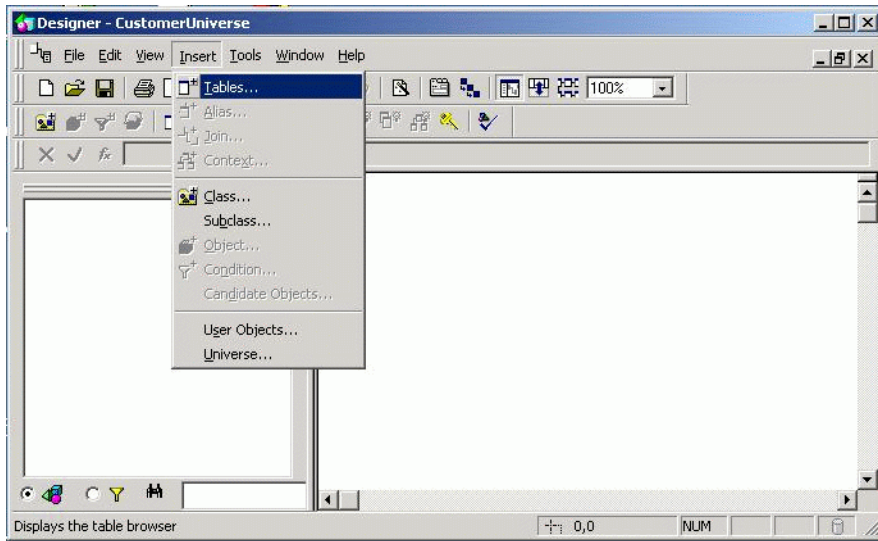 Designer - CustomerUniverse
File Edit View Insert Tools Window Help
100%
Tables...
Alias...
Join...
Context...
Class...
Subclass...
Object...
Condition...
Candidate Objects...
User Objects...
Universe...
Displays the table browser
0,0
NUM